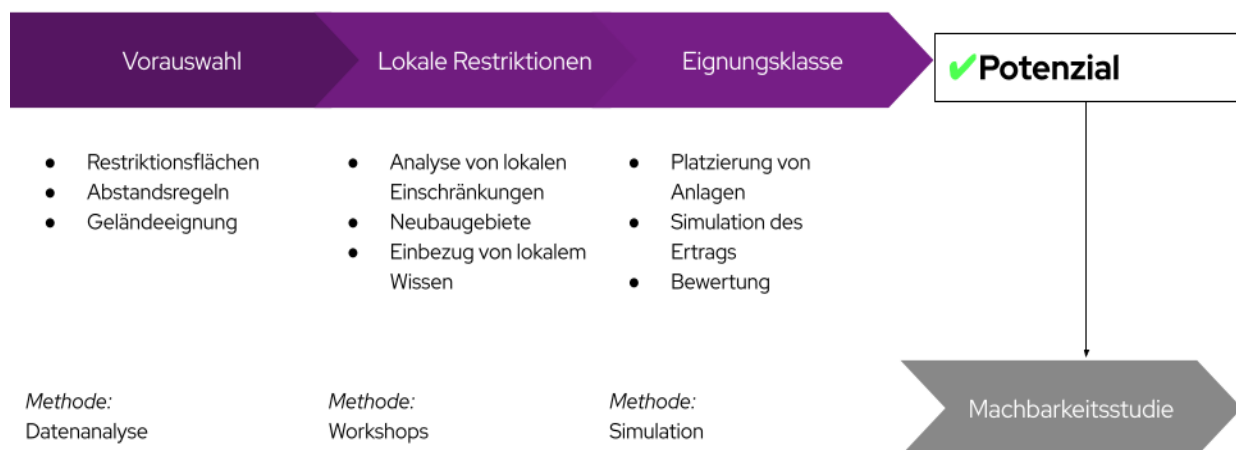 Vorauswahl
Lokale Restriktionen
Eignungsklasse
✔Potenzial
● Restriktionsflächen
● Abstandsregeln
● Geländeeignung
● Analyse von lokalen
Einschränkungen
● Neubaugebiete
● Einbezug von lokalem
Wissen
● Platzierung von
Anlagen
● Simulation des
Ertrags
● Bewertung
Methode:
Datenanalyse
Methode:
Workshops
Methode:
Simulation
Machbarkeitsstudie